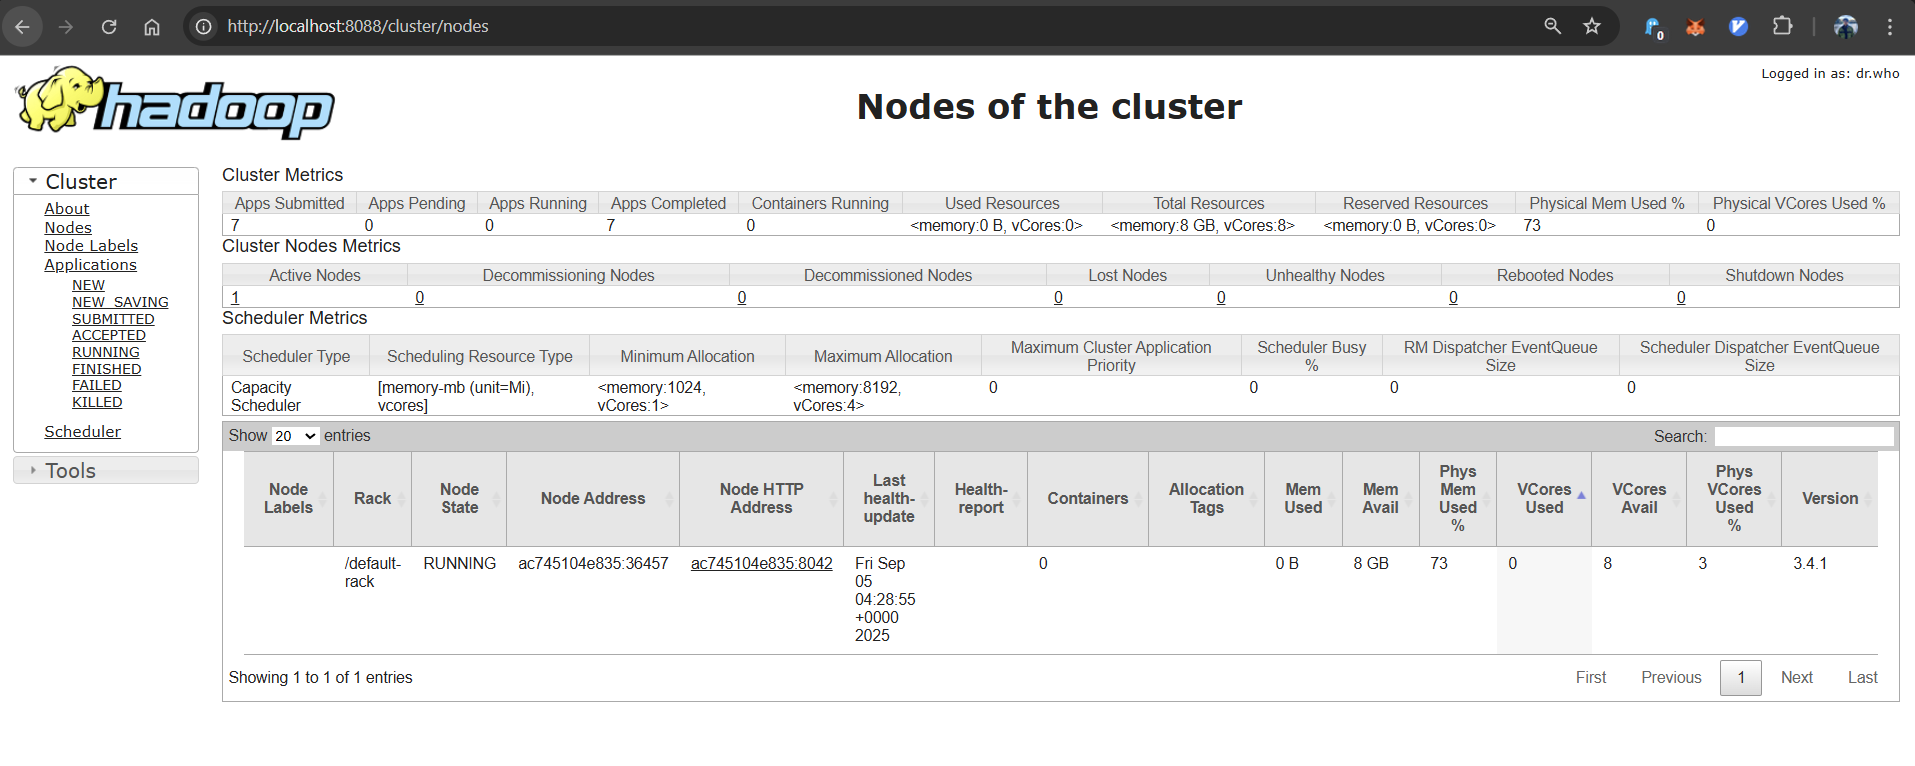 http://localhost:8088/cluster/nodes
0
Logged in as: dr.who
hadoop
Nodes of the cluster
Cluster
About
Nodes
Node Labels
Applications
NEW
NEW_SAVING
SUBMITTED
ACCEPTED
RUNNING
FINISHED
FAILED
KILLED
Scheduler
Tools
Cluster Metrics
Apps Submitted Apps Pending Apps Running Apps Completed Containers Running Used Resources Total Resources Reserved Resources Physical Mem Used % Physical VCores Used %
7 0 0 7 0 <memory:0 B, vCores:0> <memory:8 GB, vCores:8> <memory:0 B, vCores:0> 73 0
Cluster Nodes Metrics
Active Nodes Decommissioning Nodes Decommissioned Nodes Lost Nodes Unhealthy Nodes Rebooted Nodes Shutdown Nodes
1 0 0 0 0 0 0
Scheduler Metrics
Scheduler Type Scheduling Resource Type Minimum Allocation Maximum Allocation Maximum Cluster Application Priority Scheduler Busy % RM Dispatcher EventQueue Size Scheduler Dispatcher EventQueue Size
Capacity Scheduler [memory-mb (unit=Mi), vcores] <memory:1024, vCores:1> <memory:8192, vCores:4> 0 0 0 0
Show 20 entries
Search:
Node Labels Rack Node State Node Address Node HTTP Address Last health-update Health-report Containers Allocation Tags Mem Used Mem Avail Phys Mem Used % VCores Used VCores Avail Phys VCores Used % Version
/default-rack RUNNING ac745104e835:36457 ac745104e835:8042 Fri Sep 05 04:28:55 +0000 2025 0 0 B 8 GB 73 0 8 3 3.4.1
Showing 1 to 1 of 1 entries
First Previous 1 Next Last